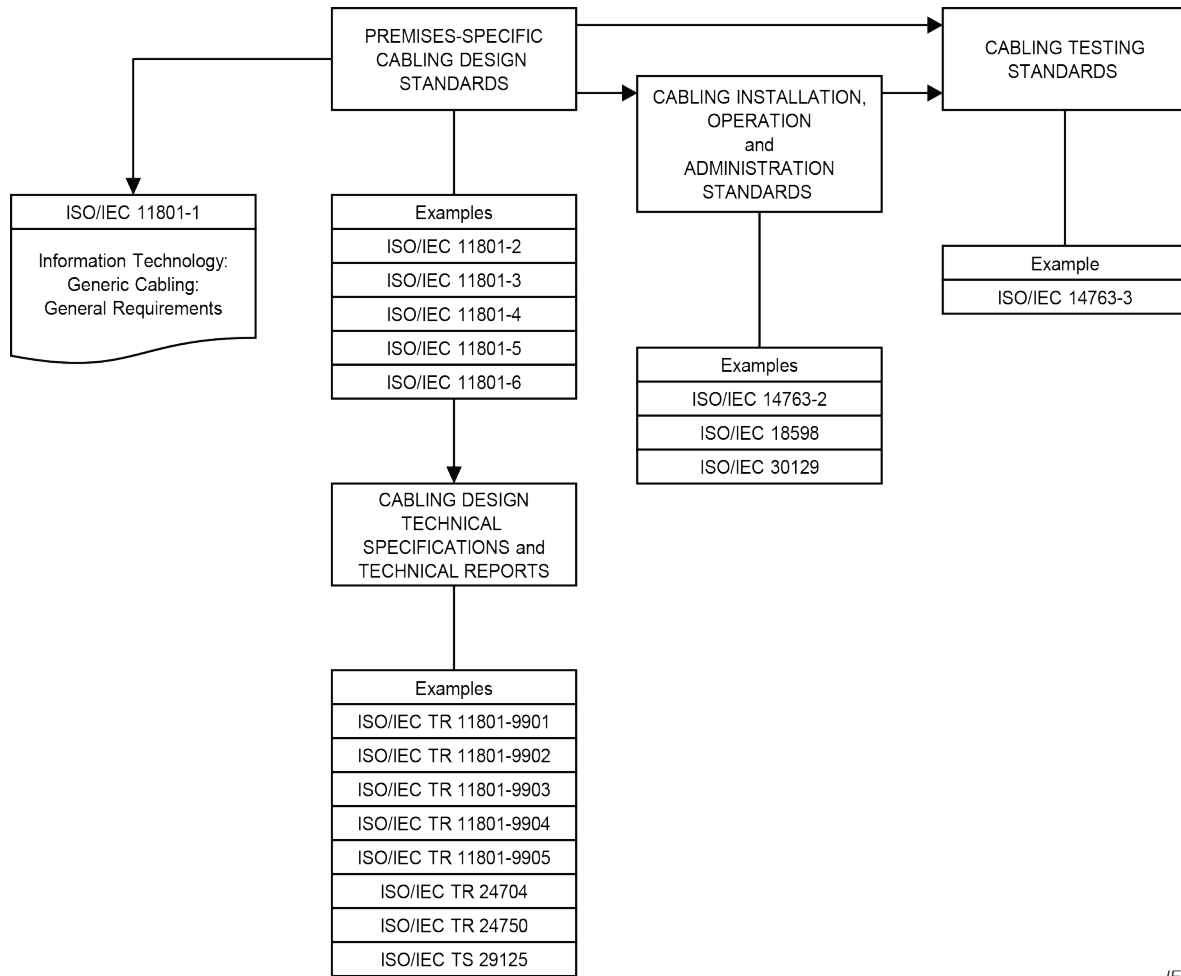 PREMISES-SPECIFIC
CABLING DESIGN
STANDARDS
CABLING INSTALLATION,
OPERATION
and
ADMINISTRATION
STANDARDS
CABLING TESTING
STANDARDS
ISO/IEC 11801-1
Information Technology:
Generic Cabling:
General Requirements
Examples
ISO/IEC 11801-2
ISO/IEC 11801-3
ISO/IEC 11801-4
ISO/IEC 11801-5
ISO/IEC 11801-6
Examples
ISO/IEC 14763-2
ISO/IEC 18598
ISO/IEC 30129
Example
ISO/IEC 14763-3
CABLING DESIGN
TECHNICAL
SPECIFICATIONS and
TECHNICAL REPORTS
Examples
ISO/IEC TR 11801-9901
ISO/IEC TR 11801-9902
ISO/IEC TR 11801-9903
ISO/IEC TR 11801-9904
ISO/IEC TR 11801-9905
ISO/IEC TR 24704
ISO/IEC TR 24750
ISO/IEC TS 29125